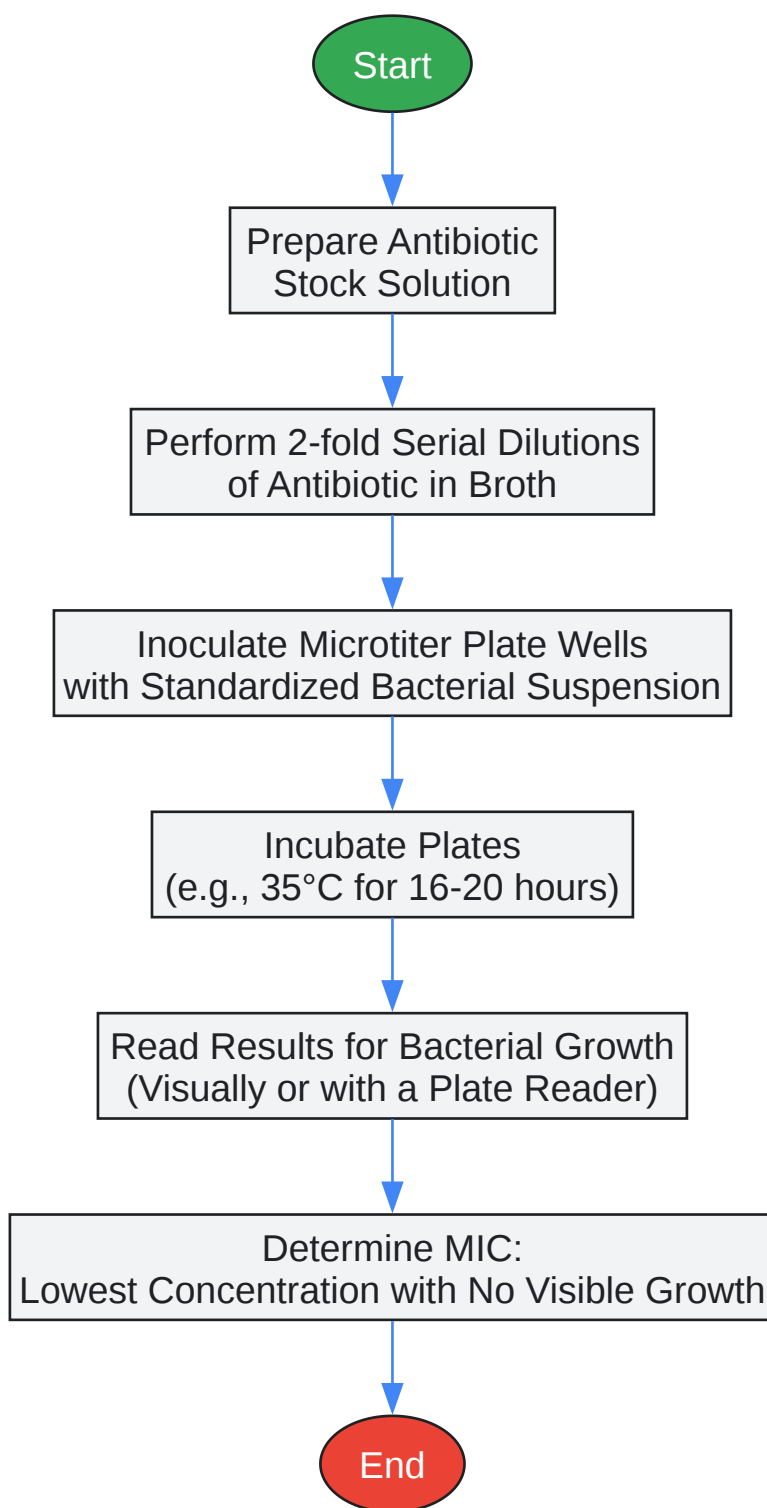 Start
Prepare Antibiotic
Stock Solution
Perform 2-fold Serial Dilutions
of Antibiotic in Broth
Inoculate Microtiter Plate Wells
with Standardized Bacterial Suspension
Incubate Plates
(e.g., 35°C for 16-20 hours)
Read Results for Bacterial Growth
(Visually or with a Plate Reader)
Determine MIC:
Lowest Concentration with No Visible Growth
End